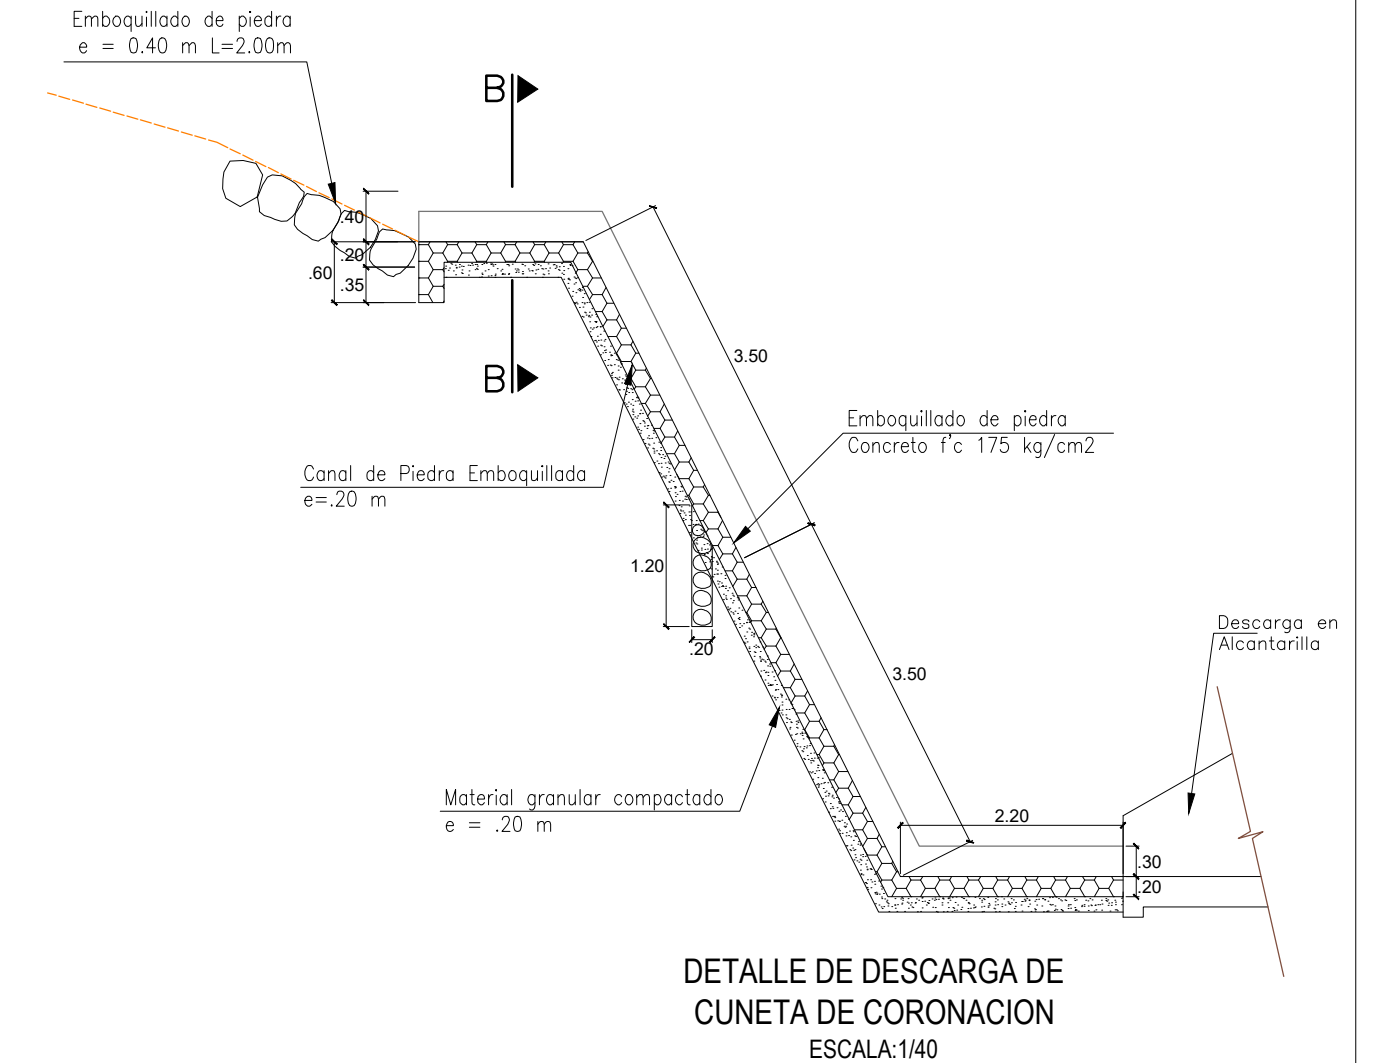 Emboquillado de piedra
e = 0.40 m L=2.00m
B
.40
.20
.60
.35
B
3.50
Emboquillado de piedra
Concreto f'c 175 kg/cm2
Canal de Piedra Emboquillada
e=.20 m
1.20
.20
Descarga en
Alcantarilla
3.50
Material granular compactado
e = .20 m
2.20
.30
.20
DETALLE DE DESCARGA DE
CUNETA DE CORONACION
ESCALA:1/40